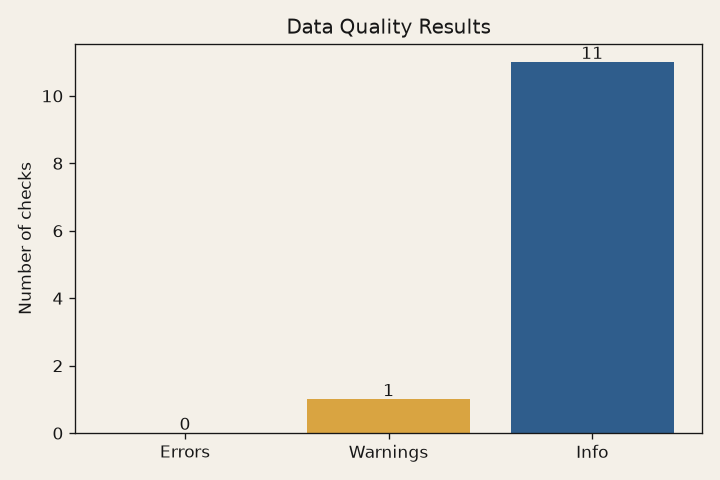 Data Quality Results
Number of checks
10
8
6
4
2
0
0
1
11
Errors
Warnings
Info